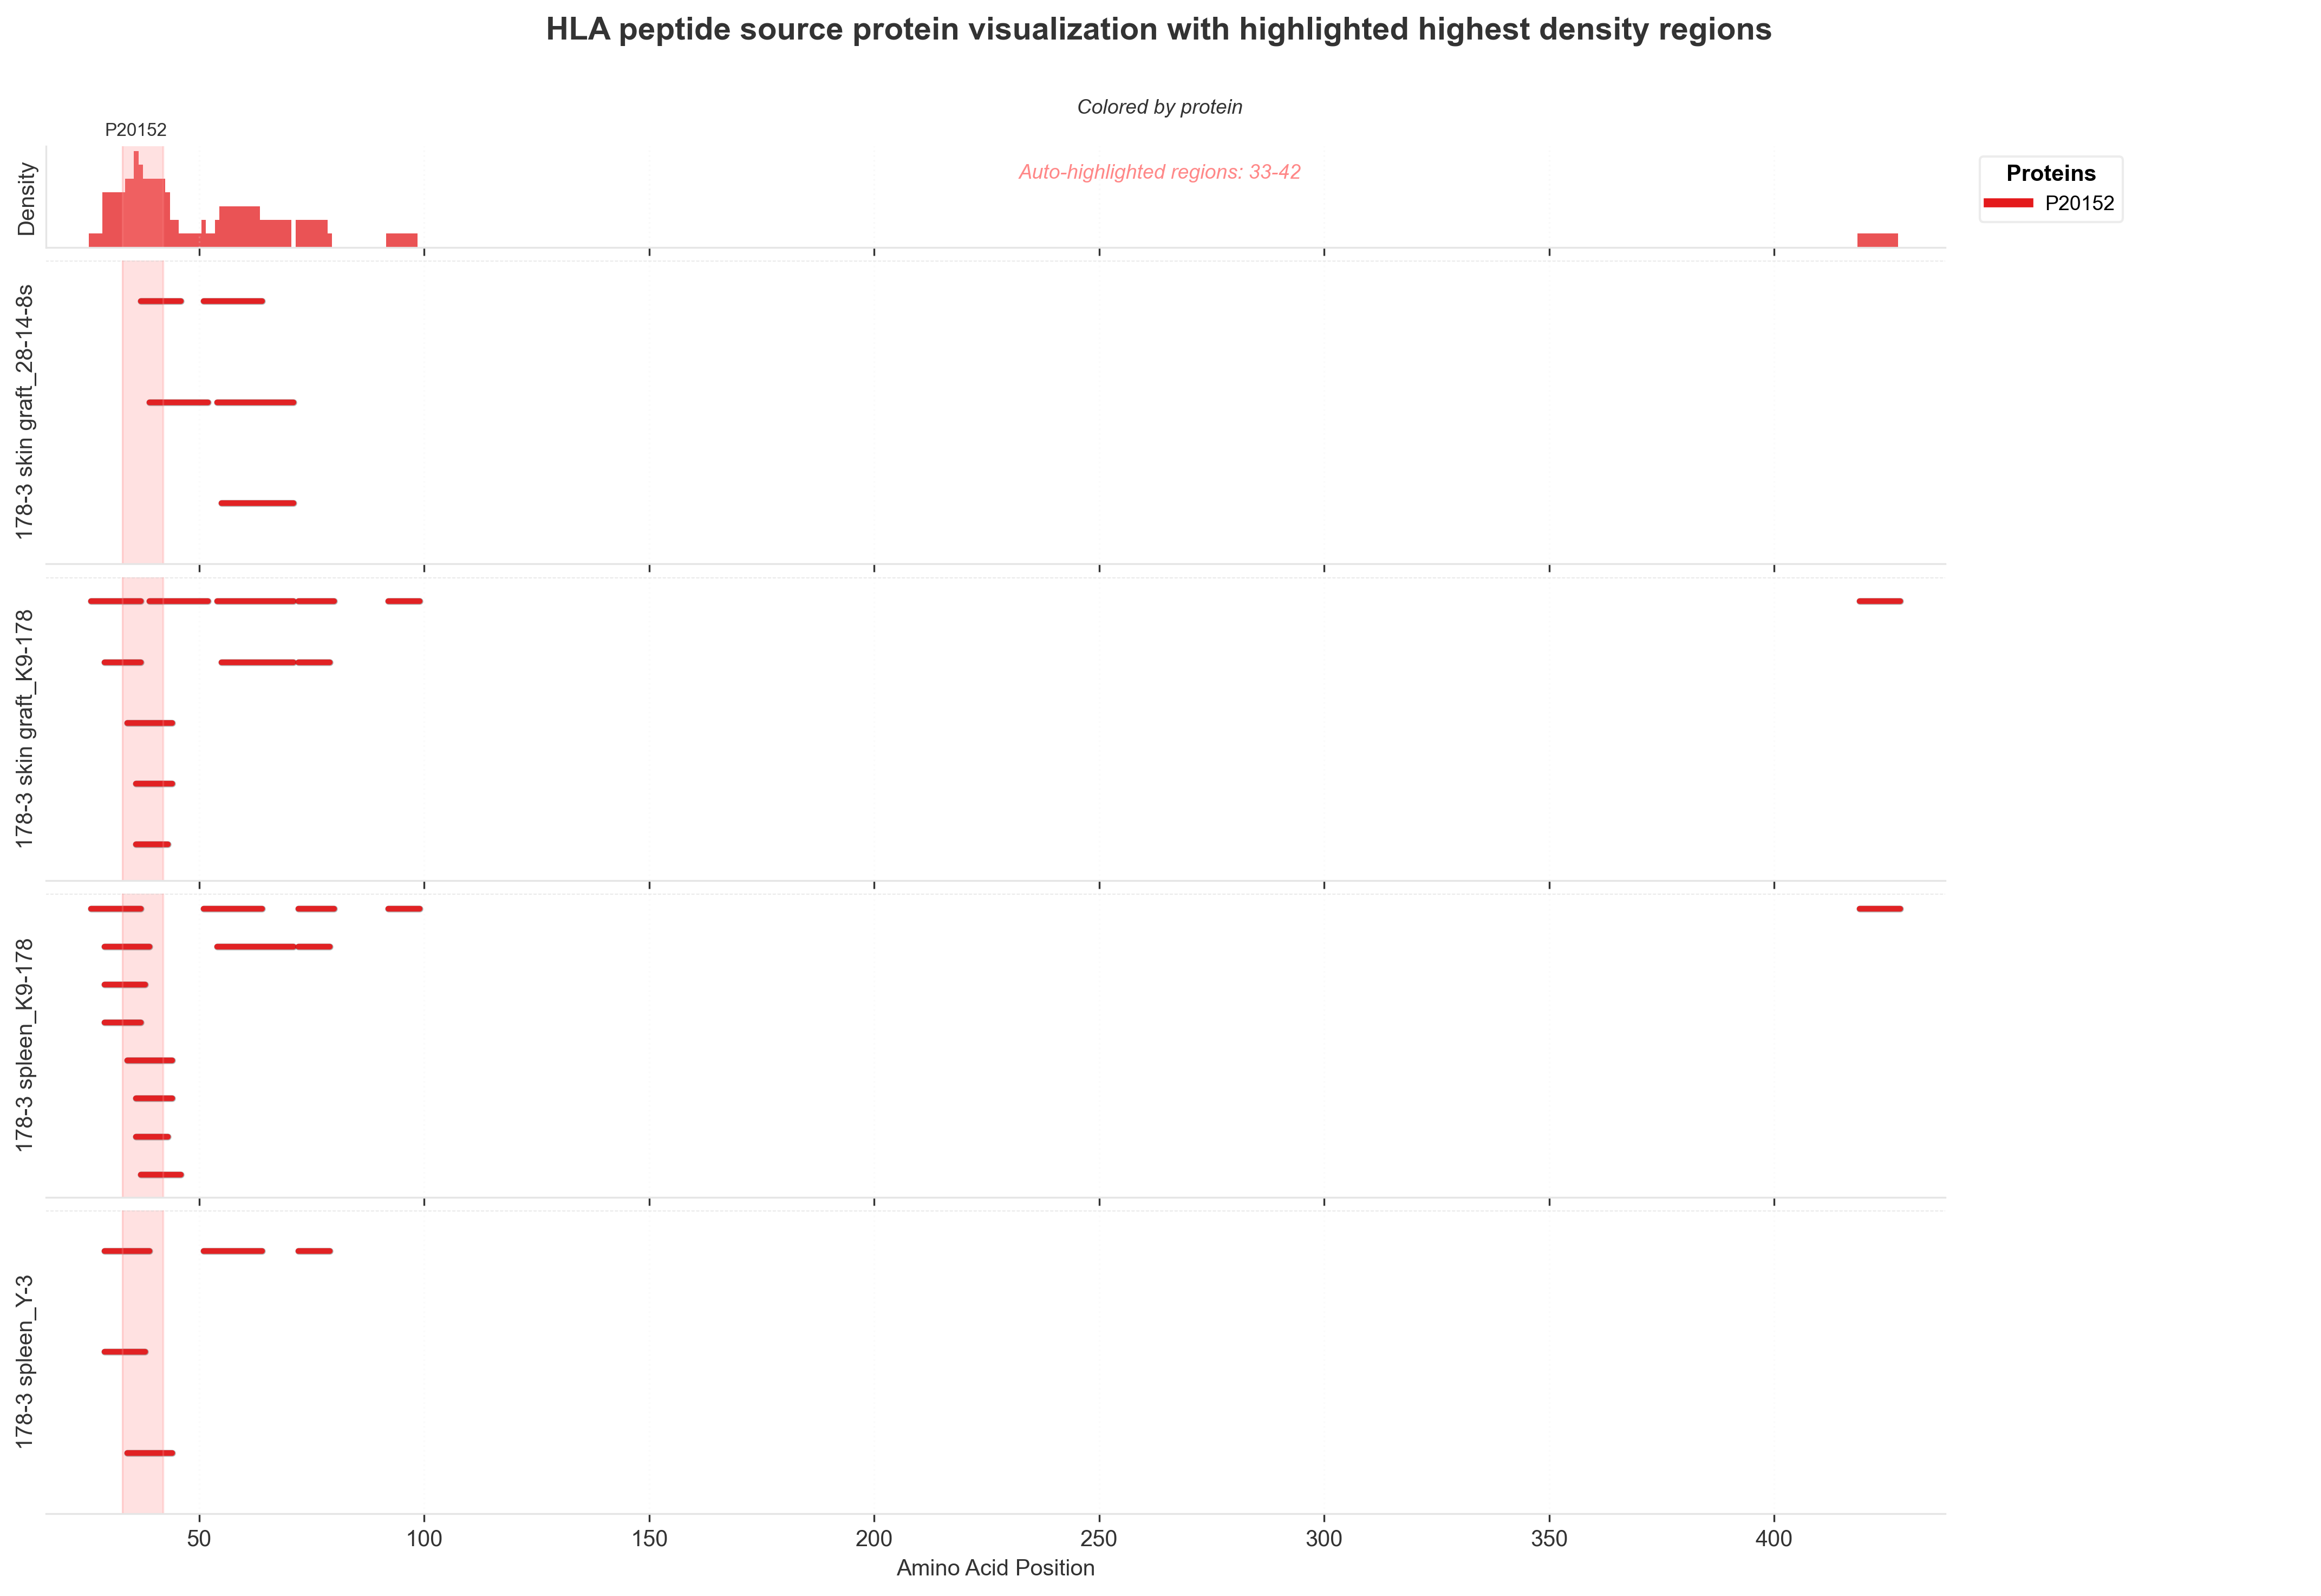 HLA peptide source protein visualization with highlighted highest density regions
Colored by protein
P20152
Density
Auto-highlighted regions: 33-42
Proteins
P20152
178-3 skin graft_28-14-8s
178-3 skin graft_K9-178
178-3 spleen_K9-178
178-3 spleen_Y-3
50 100 150 200 250 300 350 400
Amino Acid Position